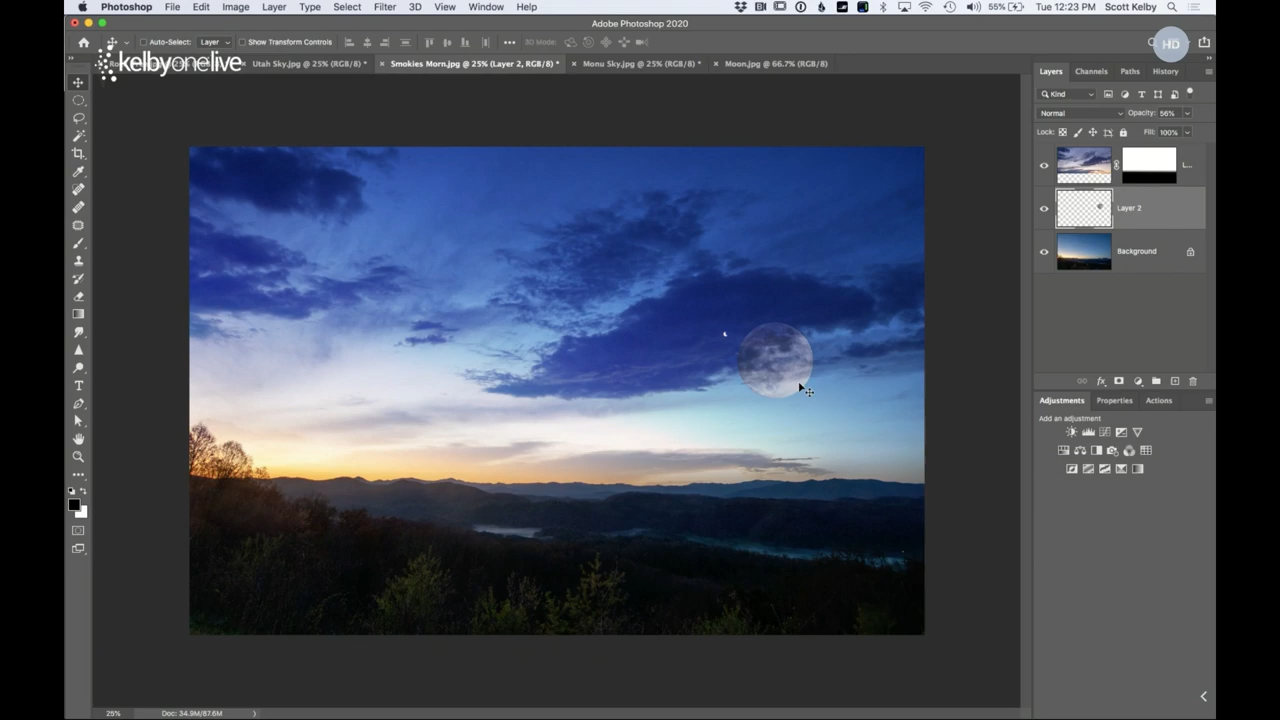 Photoshop File Edit Image Layer Type Select Filter 3D View Window Help 55% Tue 12:23 PM Scott Kelby
Adobe Photoshop 2020
Auto-Select: Layer Show Transform Controls 3D Mode: HD
kelbyonelive
Utah Sky.jpg @ 25% (RGB/8) * × Smokies Morn.jpg @ 25% (Layer 2, RGB/8) * × Monu Sky.jpg @ 25% (RGB/8) * × Moon.jpg @ 66.7% (RGB/8)
Layers Channels Paths History
Kind
Normal Opacity: 56%
Lock: Fill: 100%
L...
Layer 2
Background
fx
Adjustments Properties Actions
Add an adjustment
25% Doc: 34.9M/87.6M